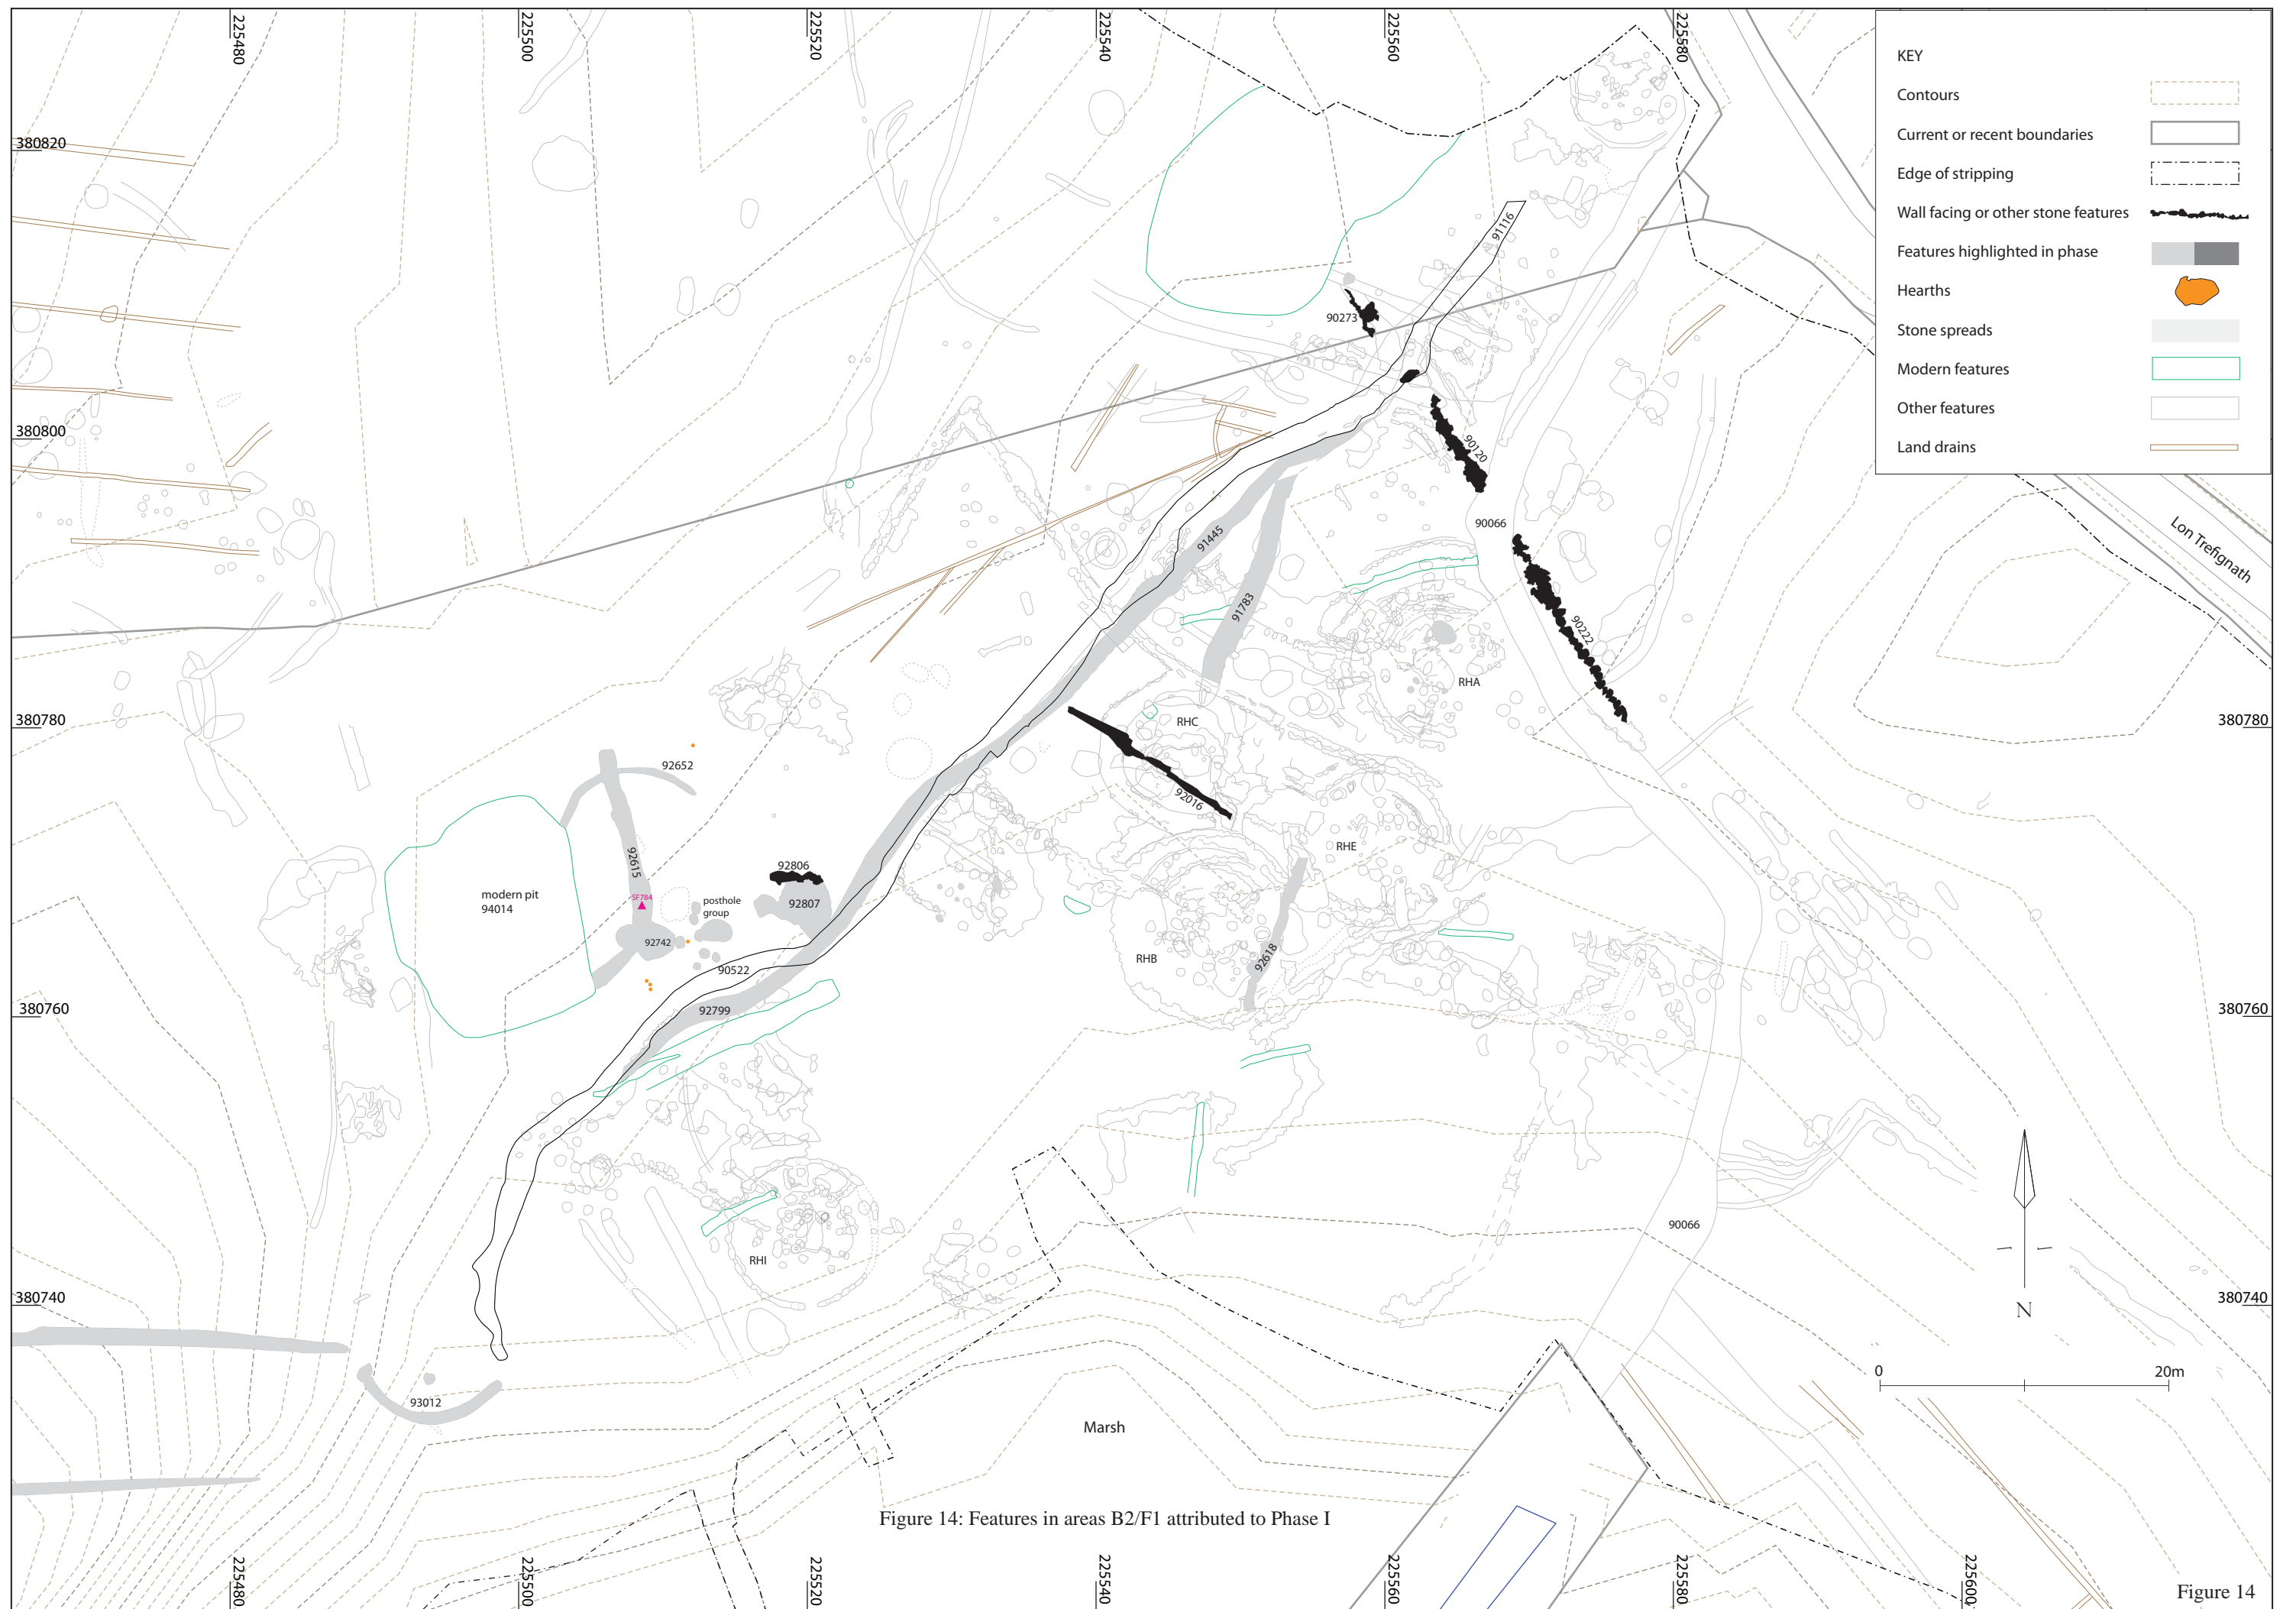 225480
225500
225520
225540
225560
225580
KEY
Contours
Current or recent boundaries
Edge of stripping
Wall facing or other stone features
Features highlighted in phase
Hearths
Stone spreads
Modern features
Other features
Land drains
380820
91116
90273
380800
90120
90066
91445
Lon Trefignath
91783
90222
RHA
380780
RHC
380780
92652
92016
RHE
92615
92806
modern pit
94014
SF784
posthole
group
92807
92742
RHB
92618
90522
380760
92799
380760
90066
RHI
380740
380740
N
0
20m
93012
Marsh
Figure 14: Features in areas B2/F1 attributed to Phase I
225480
225500
225520
225540
225560
225580
225600
Figure 14